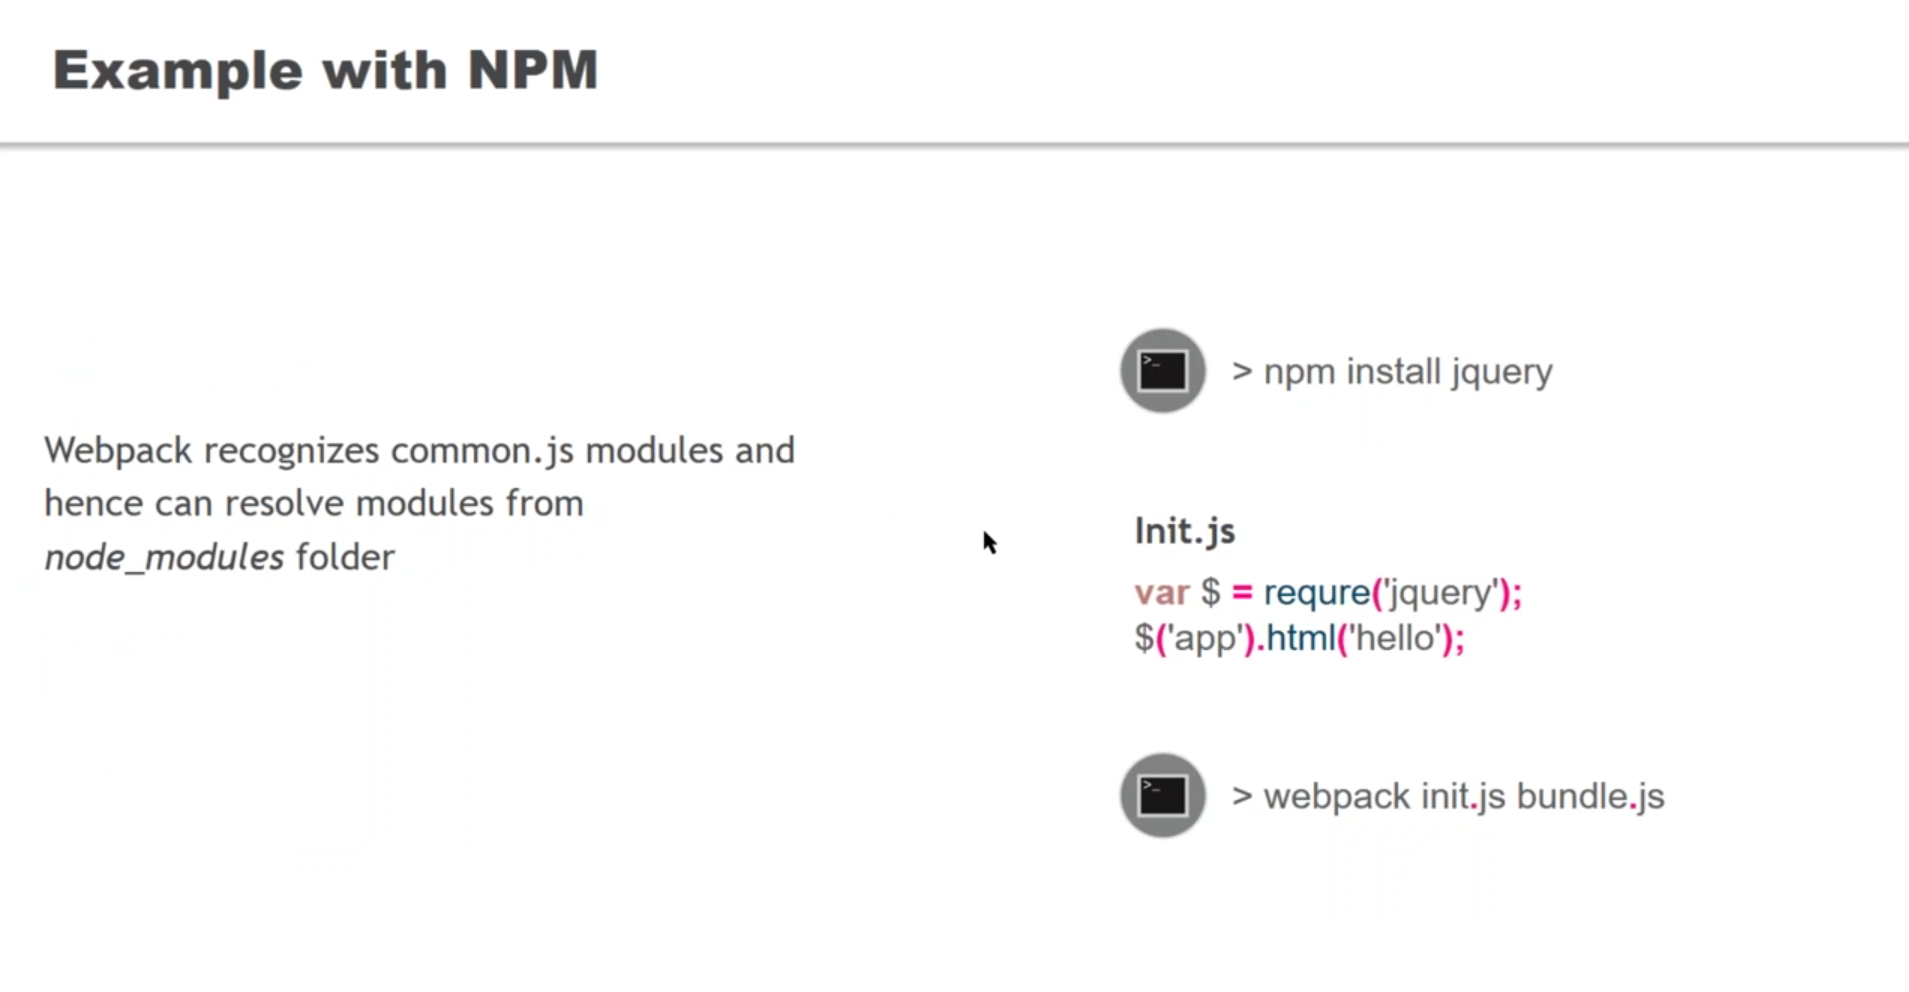 Example with NPM
Webpack recognizes common.js modules and
hence can resolve modules from
node_modules folder
>_
> npm install jquery
Init.js
var $ = requre('jquery');
$('app').html('hello');
>_
> webpack init.js bundle.js